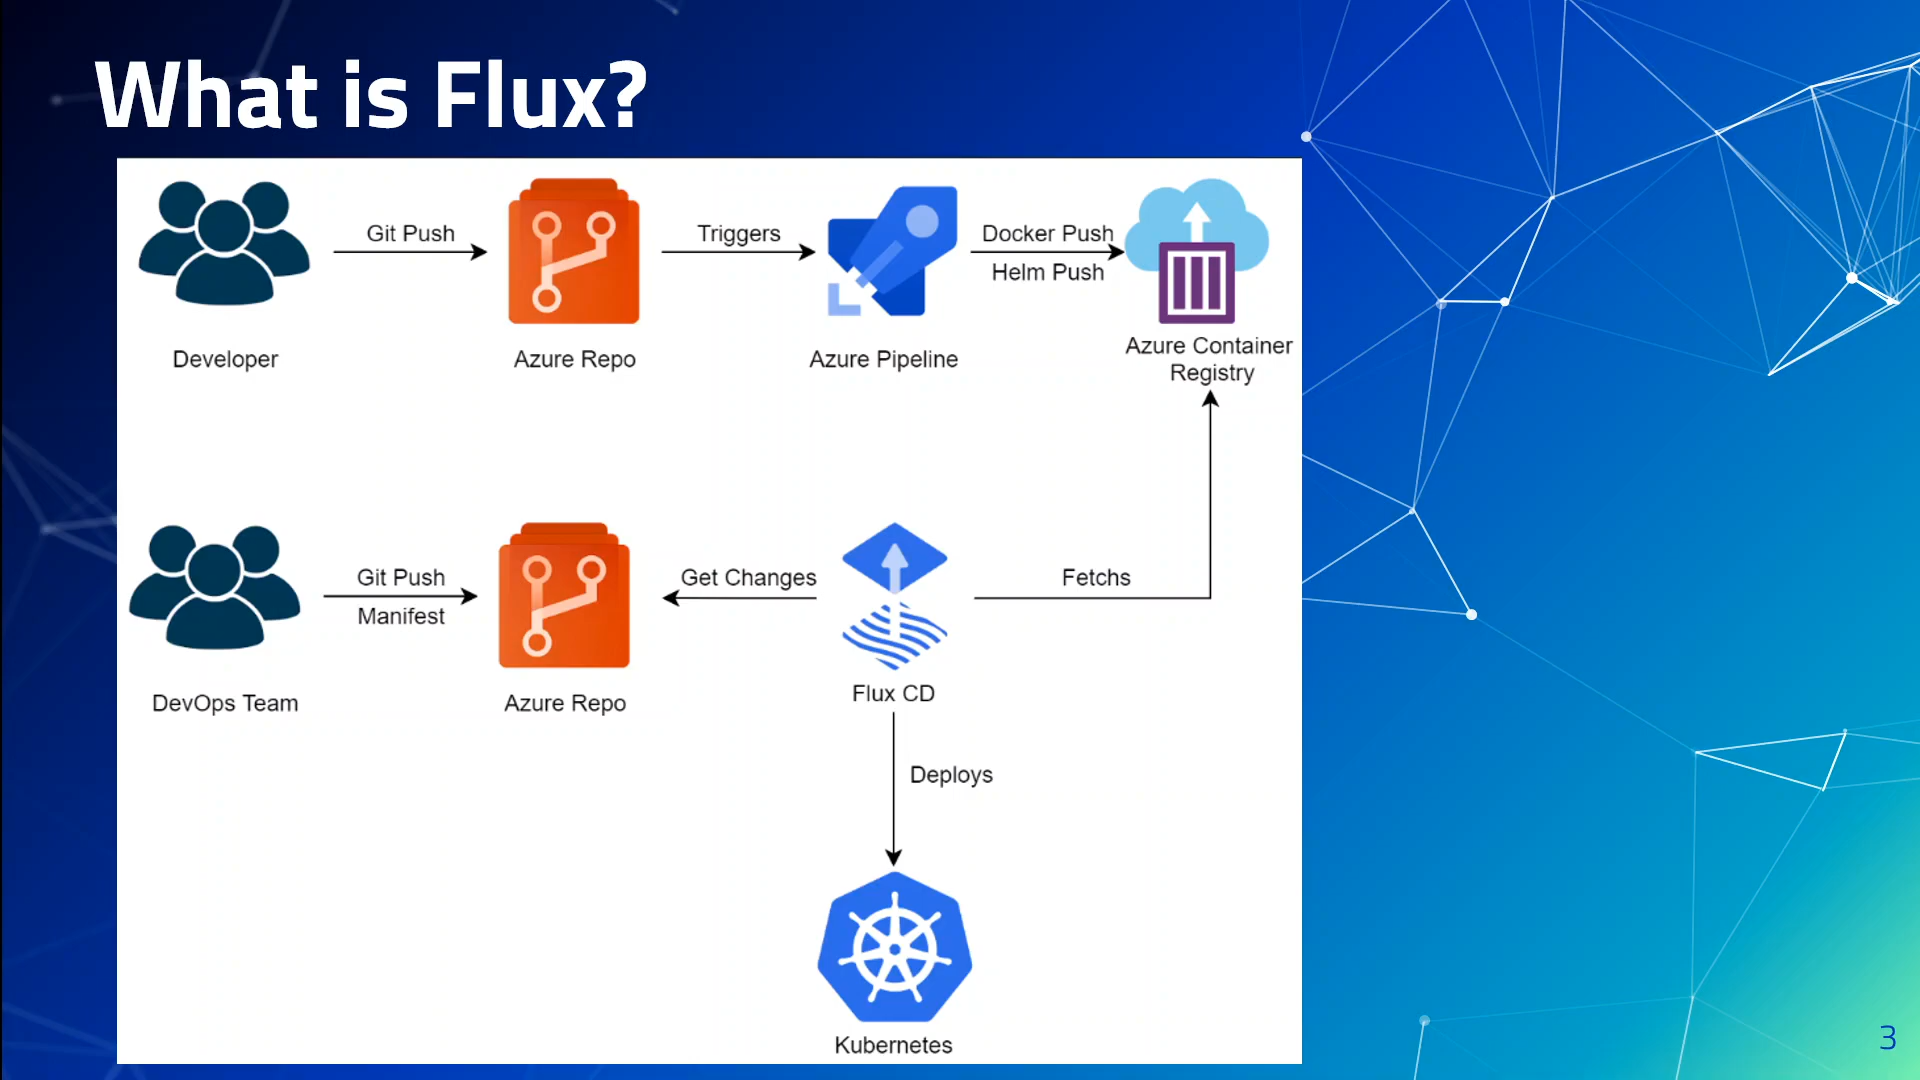 What is Flux?
Git Push
Triggers
Docker Push
Helm Push
Developer
Azure Repo
Azure Pipeline
Azure Container
Registry
Git Push
Manifest
Get Changes
Fetchs
DevOps Team
Azure Repo
Flux CD
Deploys
Kubernetes
3